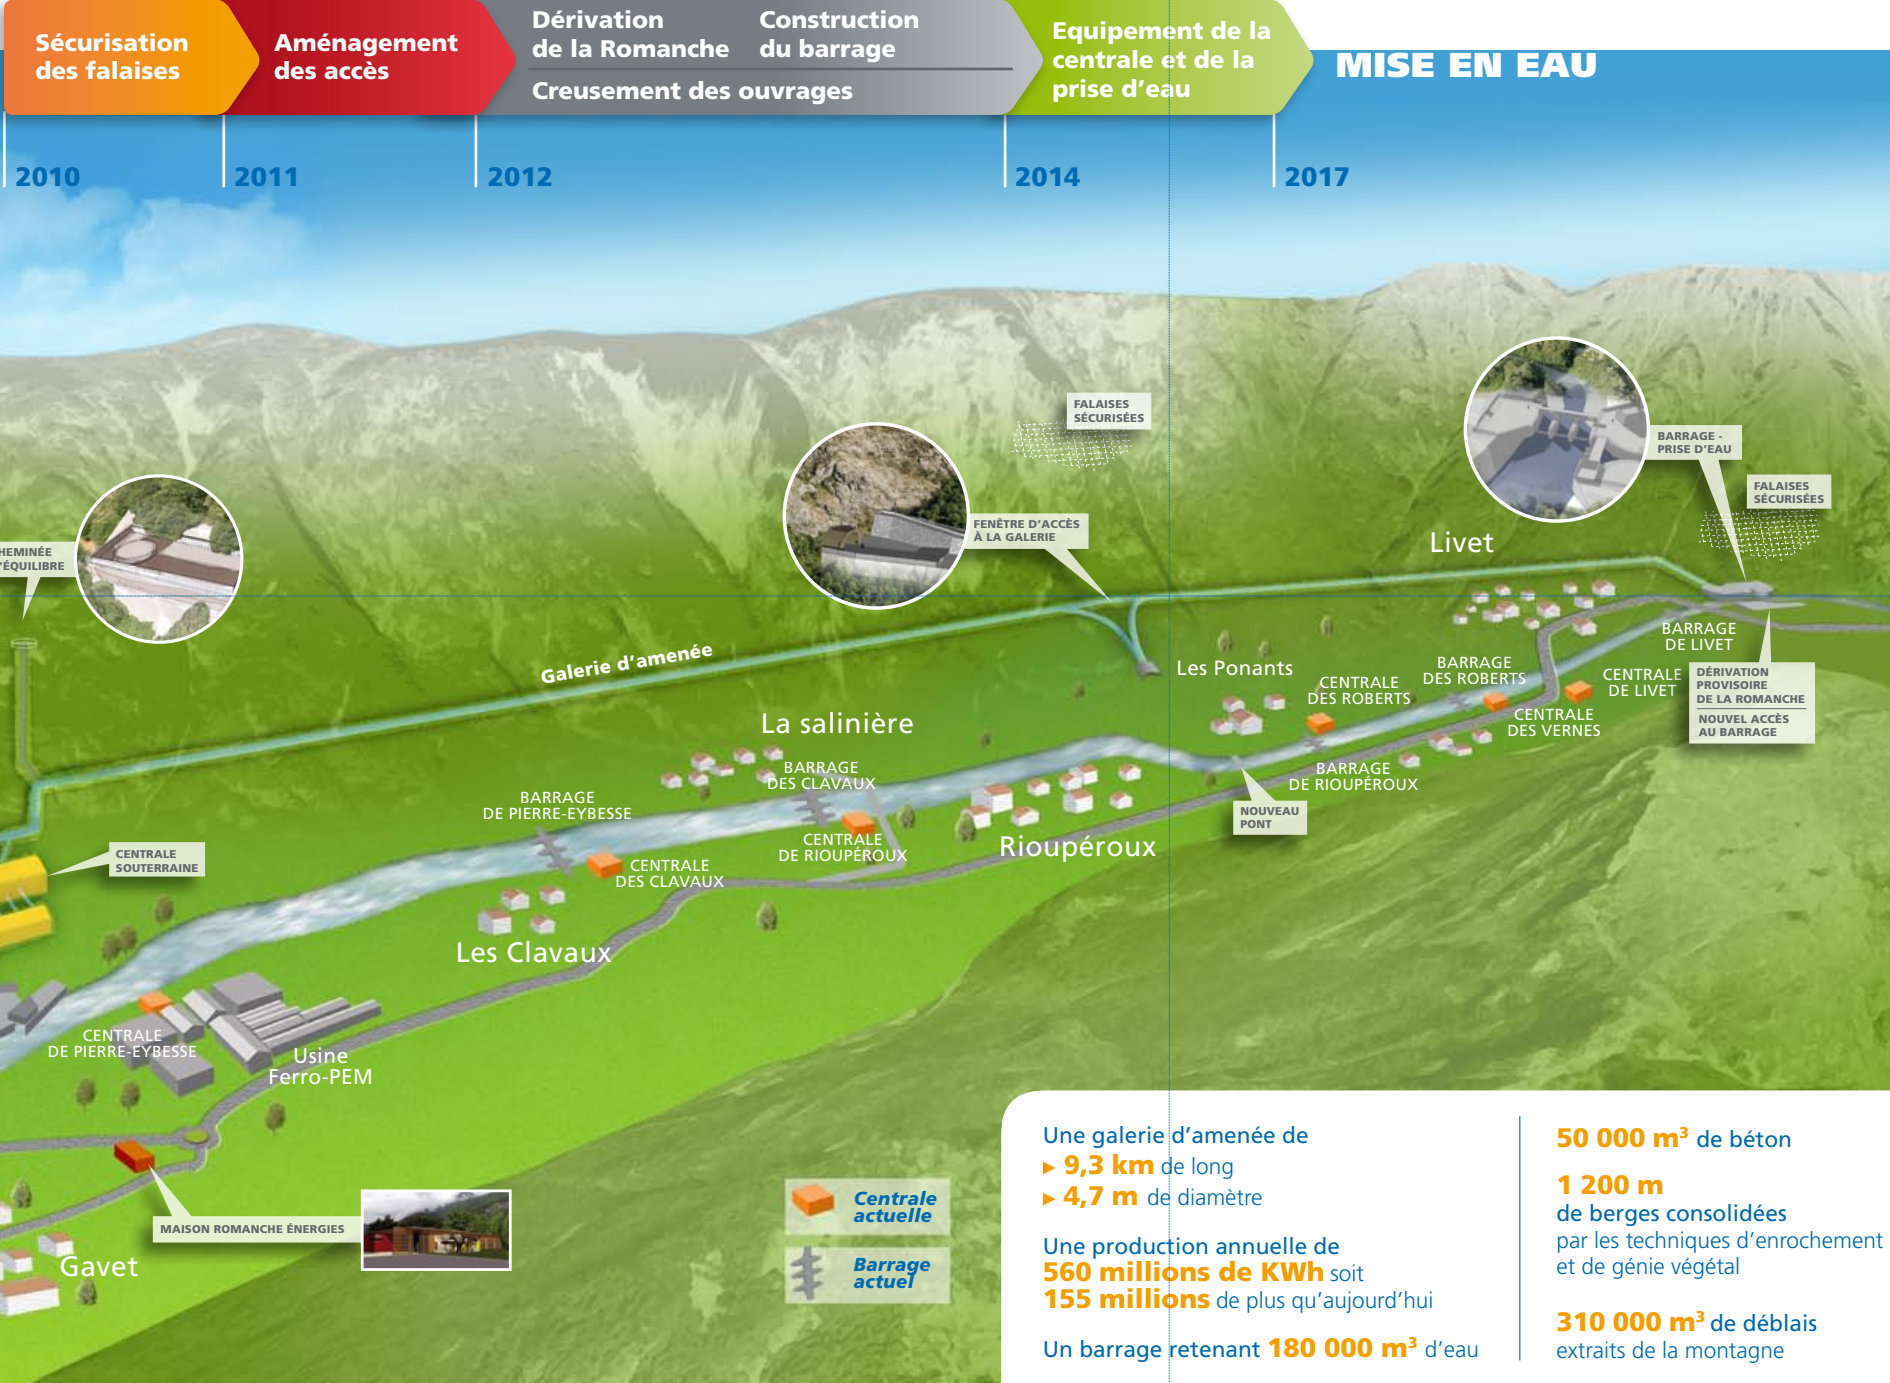 Sécurisation
des falaises
Aménagement
des accès
Dérivation
de la Romanche
Construction
du barrage
Creusement des ouvrages
Equipement de la
centrale et de la
prise d'eau
MISE EN EAU
2010
2011
2012
2014
2017
FALAISES
SÉCURISÉES
BARRAGE -
PRISE D'EAU
FALAISES
SÉCURISÉES
FENÊTRE D'ACCÈS
À LA GALERIE
HEMINÉE
'ÉQUILIBRE
Livet
Galerie d'amenée
BARRAGE
DE LIVET
Les Ponants
BARRAGE
DES ROBERTS
CENTRALE
DES ROBERTS
CENTRALE
DE LIVET
DÉRIVATION
PROVISOIRE
DE LA ROMANCHE
NOUVEL ACCÈS
AU BARRAGE
CENTRALE
DES VERNES
La salinière
BARRAGE
DES CLAVAUX
BARRAGE
DE RIOUPÉROUX
BARRAGE
DE PIERRE-EYBESSE
NOUVEAU
PONT
CENTRALE
DE RIOUPÉROUX
Rioupéroux
CENTRALE
SOUTERRAINE
CENTRALE
DES CLAVAUX
Les Clavaux
CENTRALE
DE PIERRE-EYBESSE
Usine
Ferro-PEM
MAISON ROMANCHE ÉNERGIES
Gavet
Centrale
actuelle
Barrage
actuel
Une galerie d'amenée de
▸ 9,3 km de long
▸ 4,7 m de diamètre
Une production annuelle de
560 millions de KWh soit
155 millions de plus qu'aujourd'hui
Un barrage retenant 180 000 m³ d'eau
50 000 m³ de béton
1 200 m
de berges consolidées
par les techniques d'enrochement
et de génie végétal
310 000 m³ de déblais
extraits de la montagne